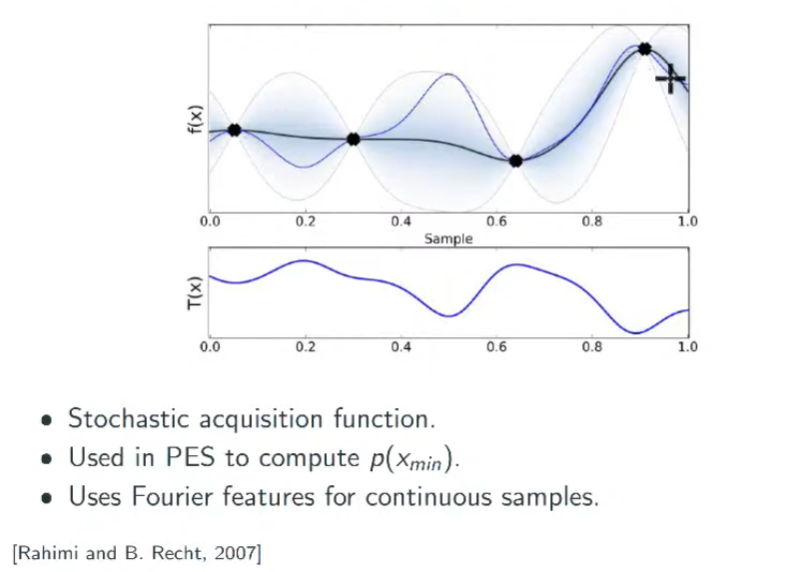 f(x)
0.0 0.2 0.4 0.6 0.8 1.0
Sample
T(x)
0.0 0.2 0.4 0.6 0.8 1.0
• Stochastic acquisition function.
• Used in PES to compute p(x_min).
• Uses Fourier features for continuous samples.
[Rahimi and B. Recht, 2007]